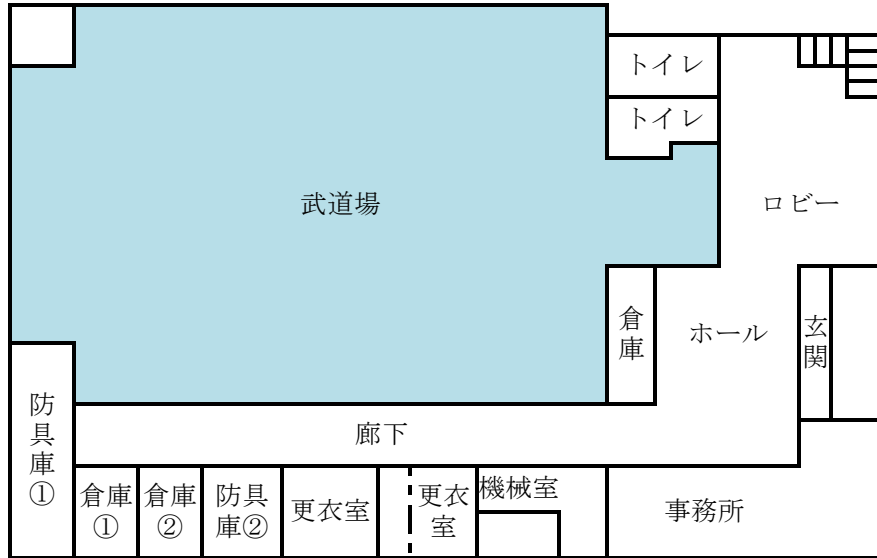 トイレ
トイレ
武道場
ロビー
倉
庫
ホール
玄
関
防
具
庫
①
廊下
倉庫
①
倉庫
②
防具
庫②
更衣室
更衣
室
機械室
事務所